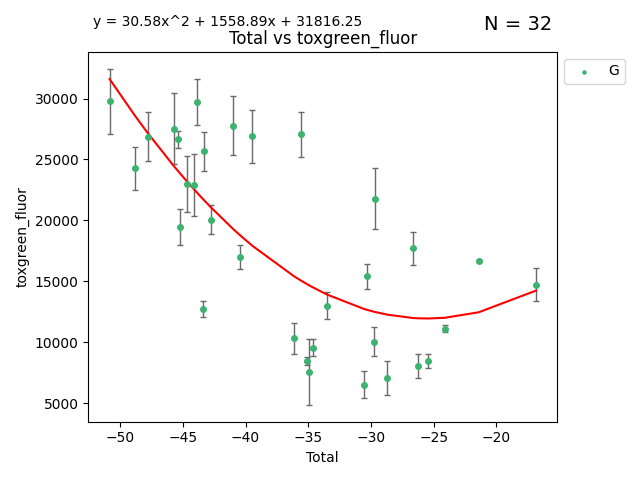 y = 30.58x^2 + 1558.89x + 31816.25
N = 32
Total vs toxgreen_fluor
G
30000
25000
20000
15000
10000
5000
toxgreen_fluor
−50 −45 −40 −35 −30 −25 −20
Total